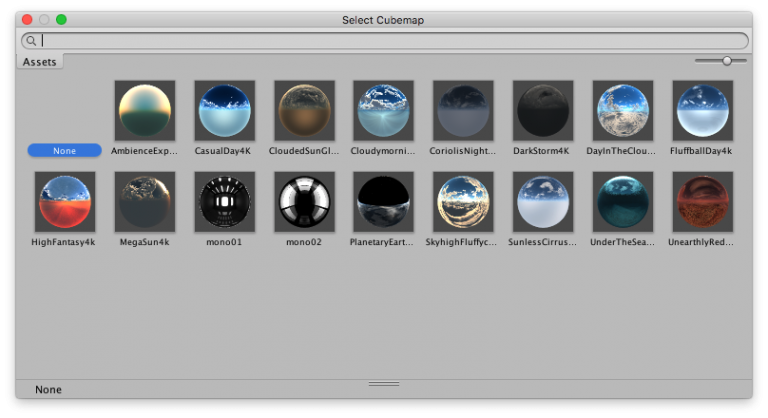 Select Cubemap
Assets
None
AmbienceExp...
CasualDay4K
CloudedSunGl...
Cloudymorni...
CoriolisNight...
DarkStorm4K
DayInTheClou...
FluffballDay4k
HighFantasy4k
MegaSun4k
mono01
mono02
PlanetaryEart...
SkyhighFluffyc...
SunlessCirrus...
UnderTheSea...
UnearthlyRed...
None